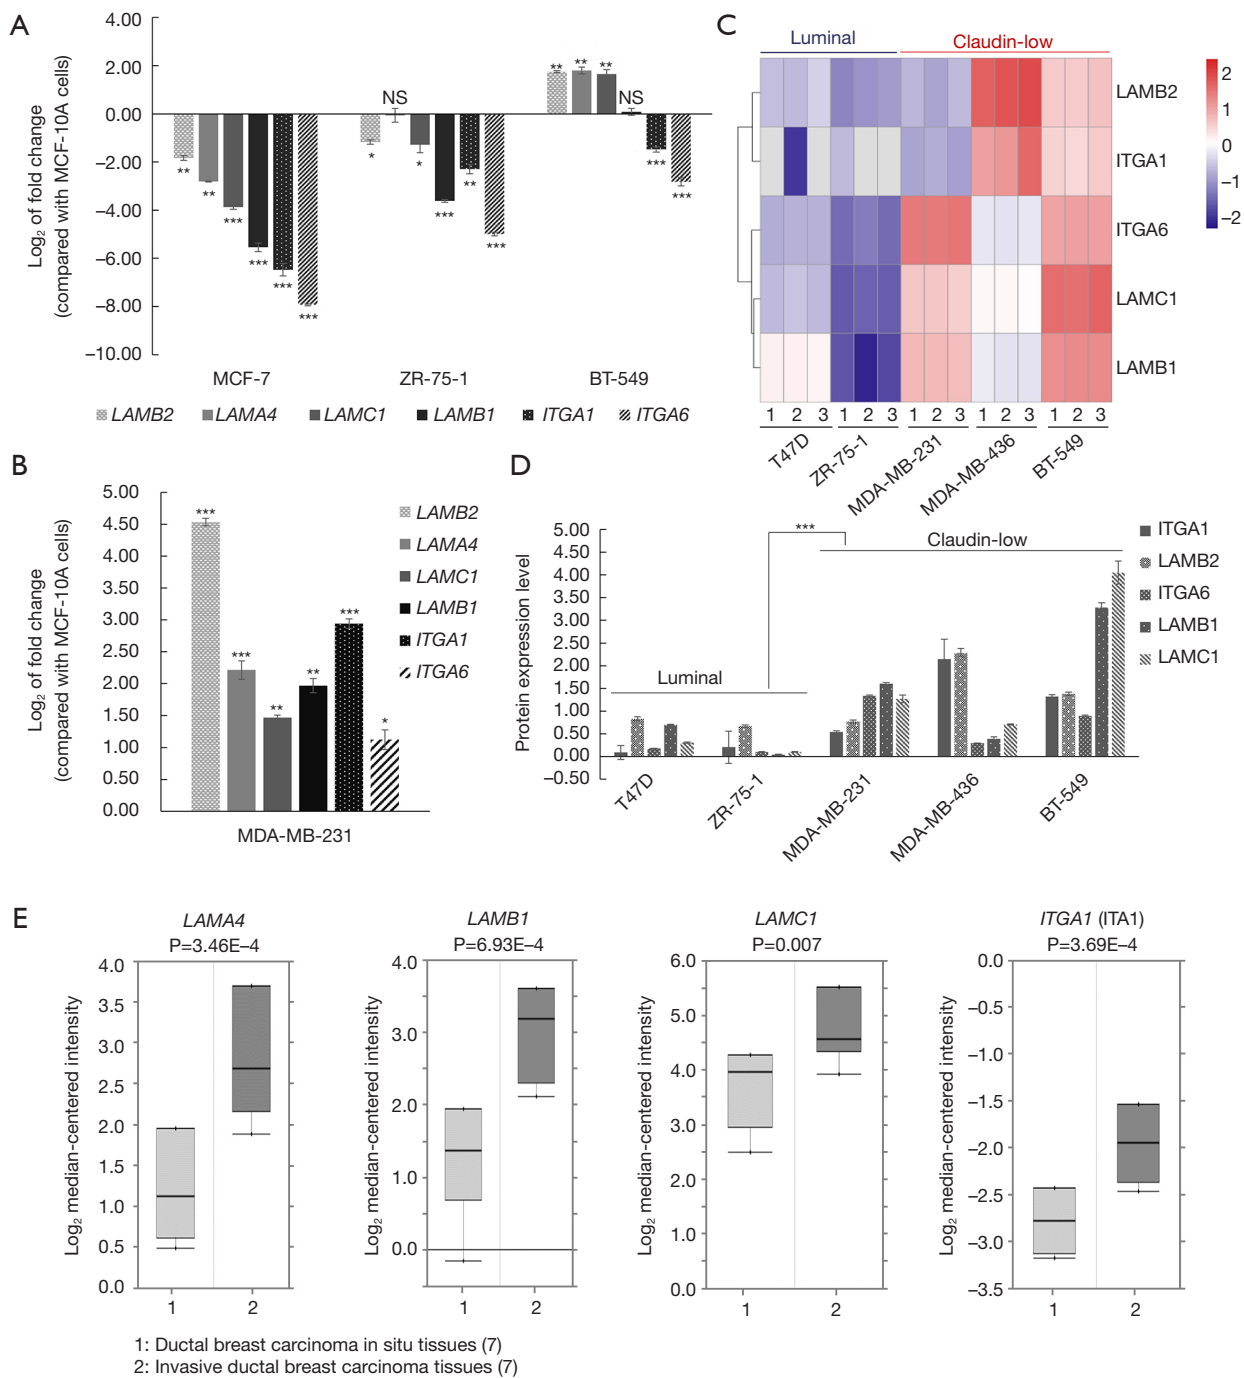 A
4.00
2.00
0.00
−2.00
−4.00
−6.00
−8.00
−10.00
Log2 of fold change
(compared with MCF-10A cells)
** ** *** *** *** ***
* NS * *** ** ***
** ** ** NS *** ***
MCF-7 ZR-75-1 BT-549
LAMB2 LAMA4 LAMC1 LAMB1 ITGA1 ITGA6
B
5.00
4.50
4.00
3.50
3.00
2.50
2.00
1.50
1.00
0.50
0.00
Log2 of fold change
(compared with MCF-10A cells)
*** *** ** ** *** *
MDA-MB-231
LAMB2
LAMA4
LAMC1
LAMB1
ITGA1
ITGA6
C
Luminal Claudin-low
LAMB2
ITGA1
ITGA6
LAMC1
LAMB1
2
1
0
−1
−2
1 2 3 1 2 3 1 2 3 1 2 3 1 2 3
T47D ZR-75-1 MDA-MB-231 MDA-MB-436 BT-549
D
5.00
4.50
4.00
3.50
3.00
2.50
2.00
1.50
1.00
0.50
0.00
−0.50
Protein expression level
Luminal
***
Claudin-low
T47D ZR-75-1 MDA-MB-231 MDA-MB-436 BT-549
ITGA1
LAMB2
ITGA6
LAMB1
LAMC1
E
LAMA4
P=3.46E−4
4.0
3.5
3.0
2.5
2.0
1.5
1.0
0.5
0.0
Log2 median-centered intensity
1 2
LAMB1
P=6.93E−4
4.0
3.0
2.0
1.0
0.0
Log2 median-centered intensity
1 2
LAMC1
P=0.007
6.0
5.0
4.0
3.0
2.0
1.0
0.0
Log2 median-centered intensity
1 2
ITGA1 (ITA1)
P=3.69E−4
0.0
−0.5
−1.0
−1.5
−2.0
−2.5
−3.0
−3.5
Log2 median-centered intensity
1 2
1: Ductal breast carcinoma in situ tissues (7)
2: Invasive ductal breast carcinoma tissues (7)